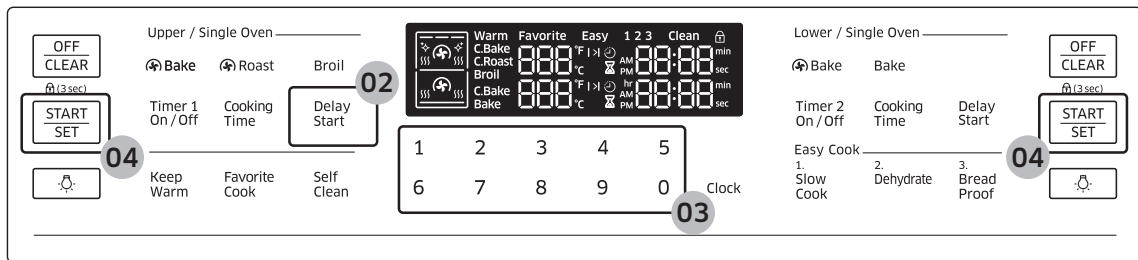 OFF
CLEAR
(3 sec)
START
SET
Upper / Single Oven
Bake
Roast
Broil
Timer 1
On / Off
Cooking
Time
Delay
Start
Keep
Warm
Favorite
Cook
Self
Clean
02
04
Warm Favorite Easy 1 2 3 Clean
C.Bake
C.Roast
Broil
°F
°C
AM
PM
88:88
min
sec
888
C.Bake
Bake
°F
°C
hr
AM
PM
88:88
min
sec
888
1 2 3 4 5
6 7 8 9 0
Clock
03
Lower / Single Oven
Bake
Bake
Timer 2
On / Off
Cooking
Time
Delay
Start
Easy Cook
1.
Slow
Cook
2.
Dehydrate
3.
Bread
Proof
04
OFF
CLEAR
(3 sec)
START
SET